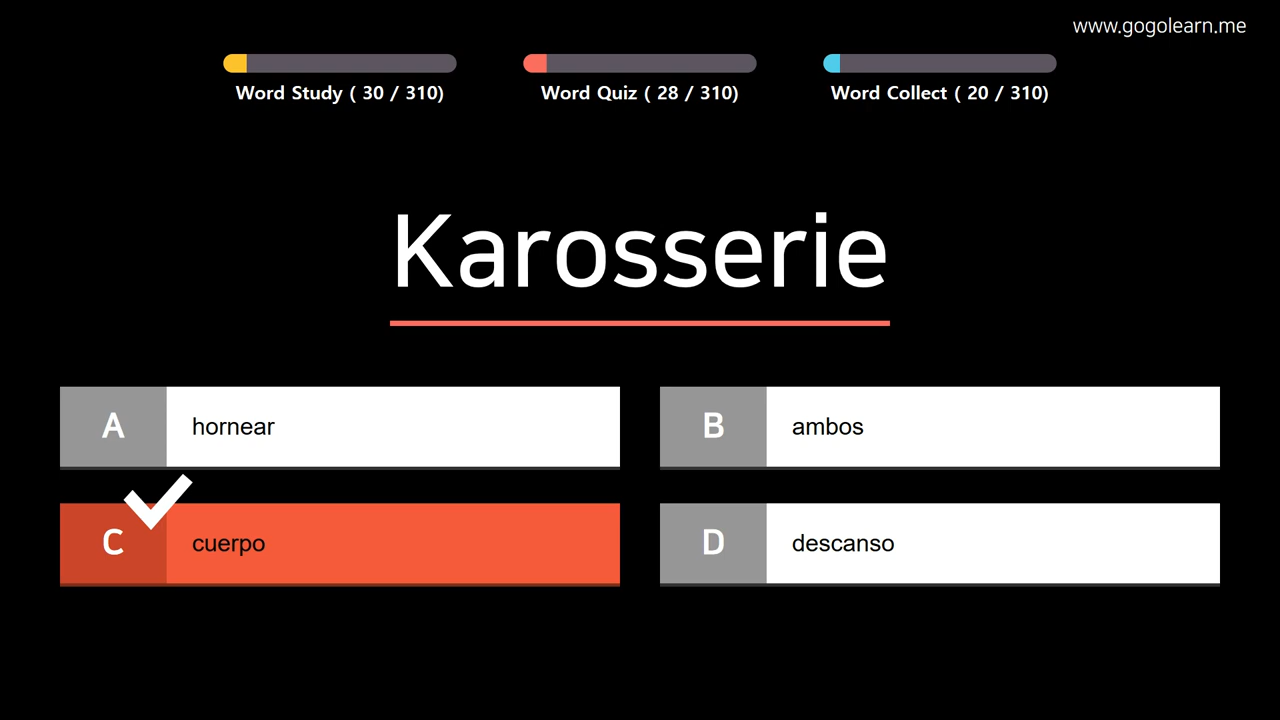 www.gogolearn.me
Word Study ( 30 / 310)
Word Quiz ( 28 / 310)
Word Collect ( 20 / 310)
Karosserie
A
hornear
B
ambos
C
cuerpo
D
descanso